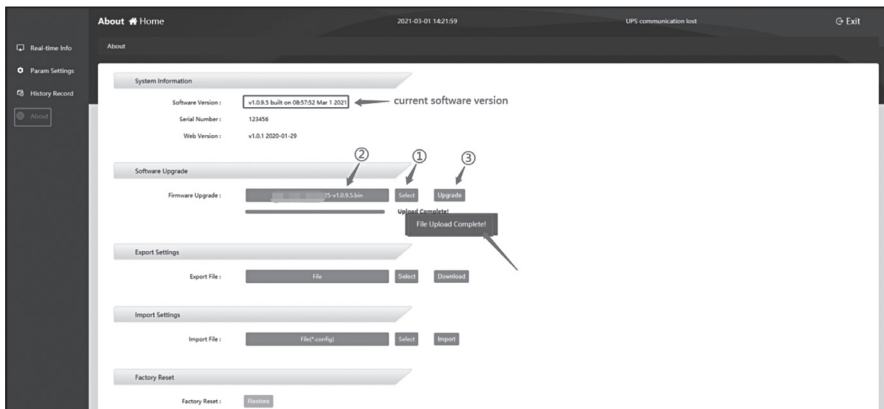 About Home 2021-03-01 14:21:59 UPS communication lost Exit
Real-time Info
About
Param Settings
History Record
About
System Information
Software Version : v1.0.9.5 built on 08:57:52 Mar 1 2021 current software version
Serial Number : 123456
Web Version : v1.0.1 2020-01-29
② ① ③
Software Upgrade
Firmware Upgrade : 25-v1.0.9.5.bin Select Upgrade
Upload Complete!
File Upload Complete!
Export Settings
Export File : File Select Download
Import Settings
Import File : File(*.config) Select Import
Factory Reset
Factory Reset : Restore